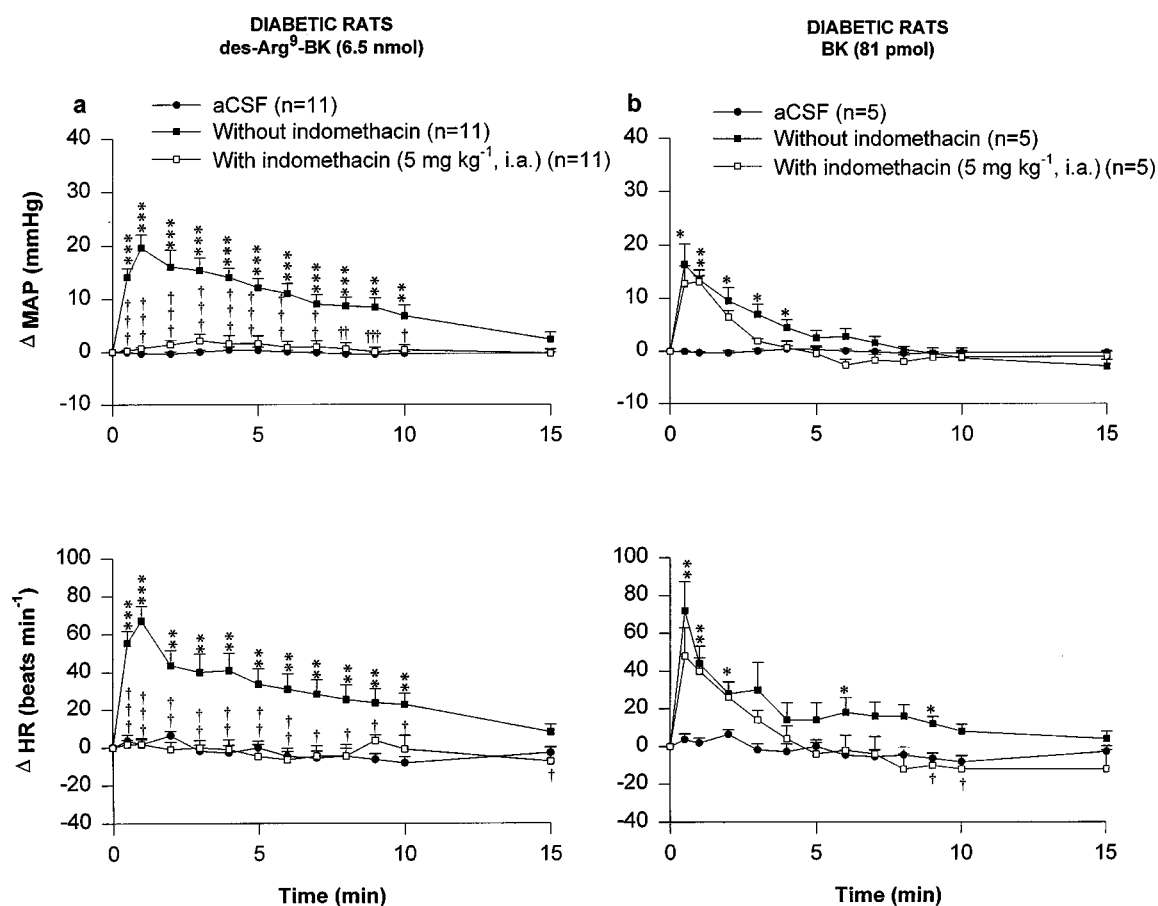 DIABETIC RATS
des-Arg⁹-BK (6.5 nmol)
DIABETIC RATS
BK (81 pmol)
a
aCSF (n=11)
Without indomethacin (n=11)
With indomethacin (5 mg kg⁻¹, i.a.) (n=11)
b
aCSF (n=5)
Without indomethacin (n=5)
With indomethacin (5 mg kg⁻¹, i.a.) (n=5)
Δ MAP (mmHg)
40
30
20
10
0
-10
0 5 10 15
40
30
20
10
0
-10
0 5 10 15
Δ HR (beats min⁻¹)
100
80
60
40
20
0
-20
-40
0 5 10 15
Time (min)
100
80
60
40
20
0
-20
-40
0 5 10 15
Time (min)